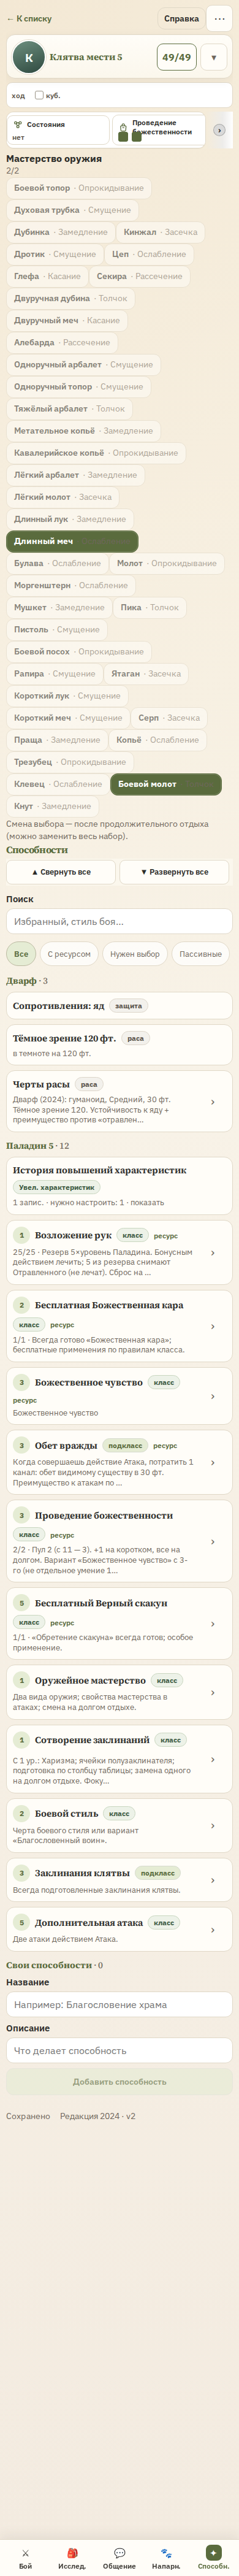 ← К списку
Справка
⋯
К
Клятва мести 5
49/49
▾
ход
куб.
Состояния
нет
Проведение божественности
›
Мастерство оружия
2/2
Боевой топор · Опрокидывание
Духовая трубка · Смущение
Дубинка · Замедление
Кинжал · Засечка
Дротик · Смущение
Цеп · Ослабление
Глефа · Касание
Секира · Рассечение
Двуручная дубина · Толчок
Двуручный меч · Касание
Алебарда · Рассечение
Одноручный арбалет · Смущение
Одноручный топор · Смущение
Тяжёлый арбалет · Толчок
Метательное копьё · Замедление
Кавалерийское копьё · Опрокидывание
Лёгкий арбалет · Замедление
Лёгкий молот · Засечка
Длинный лук · Замедление
Длинный меч
Булава · Ослабление
Молот · Опрокидывание
Моргенштерн · Ослабление
Мушкет · Замедление
Пика · Толчок
Пистоль · Смущение
Боевой посох · Опрокидывание
Рапира · Смущение
Ятаган · Засечка
Короткий лук · Смущение
Короткий меч · Смущение
Серп · Засечка
Праща · Замедление
Копьё · Ослабление
Трезубец · Опрокидывание
Клевец · Ослабление
Боевой молот
Кнут · Замедление
Смена выбора — после продолжительного отдыха
(можно заменить весь набор).
Способности
▲ Свернуть все
▼ Развернуть все
Поиск
Избранный, стиль боя…
Все
С ресурсом
Нужен выбор
Пассивные
Дварф · 3
Сопротивления: яд защита
Тёмное зрение 120 фт. раса
в темноте на 120 фт.
Черты расы раса
Дварф (2024): гуманоид, Средний, 30 фт.
Тёмное зрение 120. Устойчивость к яду +
преимущество против «отравлен…
›
Паладин 5 · 12
История повышений характеристик
Увел. характеристик
1 запис. · нужно настроить: 1 · показать
1 Возложение рук класс ресурс
25/25 · Резерв 5×уровень Паладина. Бонусным
действием лечить; 5 из резерва снимают
Отравленного (не лечат). Сброс на …
›
2 Бесплатная Божественная кара
класс ресурс
1/1 · Всегда готово «Божественная кара»;
бесплатные применения по правилам класса.
›
3 Божественное чувство класс
ресурс
Божественное чувство
›
3 Обет вражды подкласс ресурс
Когда совершаешь действие Атака, потратить 1
канал: обет видимому существу в 30 фт.
Преимущество к атакам по …
›
3 Проведение божественности
класс ресурс
2/2 · Пул 2 (с 11 — 3). +1 на коротком, все на
долгом. Вариант «Божественное чувство» с 3-
го (не отдельное умение 1…
›
5 Бесплатный Верный скакун
класс ресурс
1/1 · «Обретение скакуна» всегда готов; особое
применение.
›
1 Оружейное мастерство класс
Два вида оружия; свойства мастерства в
атаках; смена на долгом отдыхе.
›
1 Сотворение заклинаний класс
С 1 ур.: Харизма; ячейки полузаклинателя;
подготовка по столбцу таблицы; замена одного
на долгом отдыхе. Фоку…
›
2 Боевой стиль класс
Черта боевого стиля или вариант
«Благословенный воин».
›
3 Заклинания клятвы подкласс
Всегда подготовленные заклинания клятвы.
›
5 Дополнительная атака класс
Две атаки действием Атака.
›
Свои способности · 0
Название
Например: Благословение храма
Описание
Что делает способность
Добавить способность
Сохранено Редакция 2024 · v2
Бой
Исслед.
Общение
Напарн.
Способн.